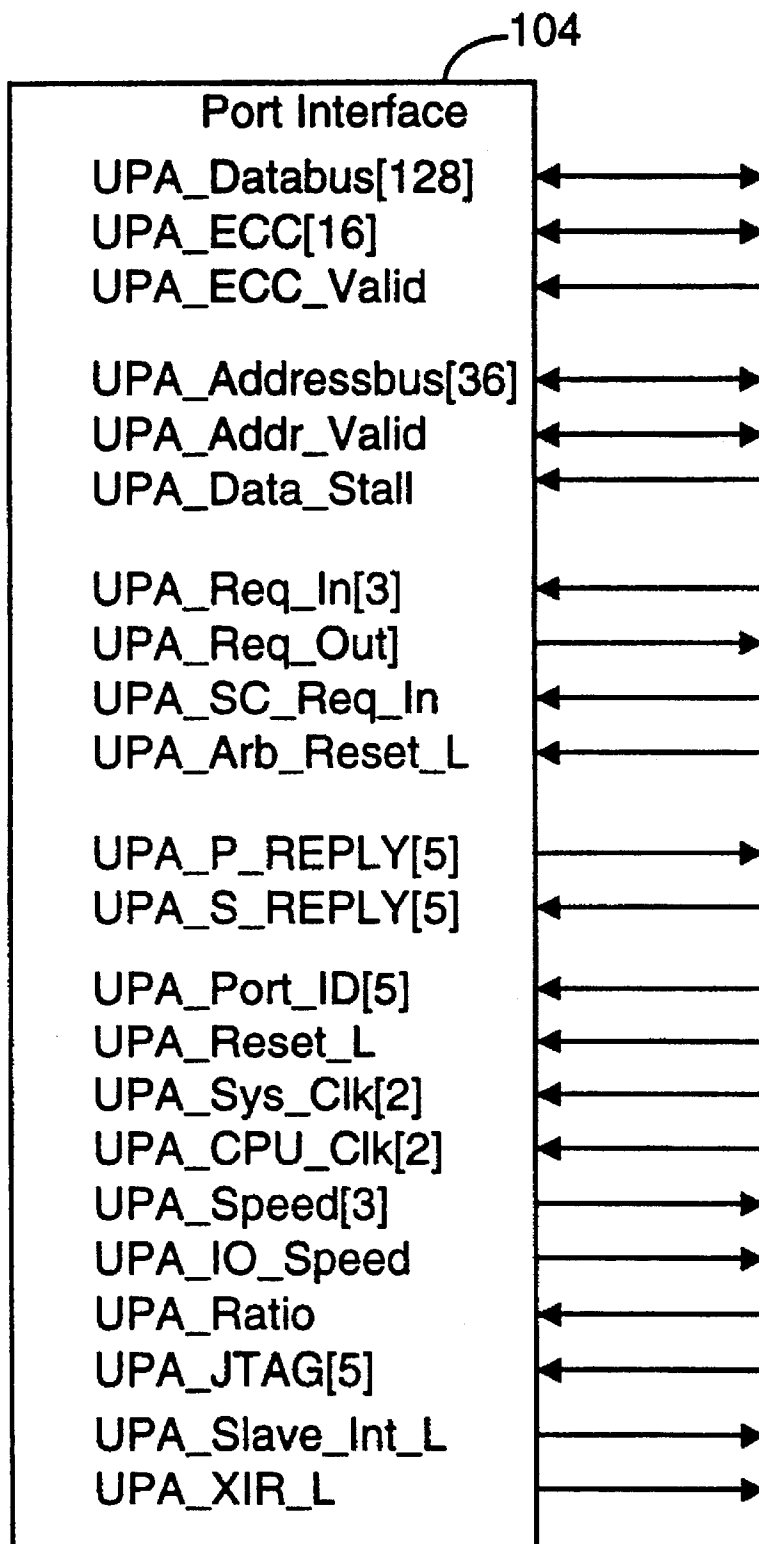 104
Port Interface
UPA_Databus[128]
UPA_ECC[16]
UPA_ECC_Valid
UPA_Addressbus[36]
UPA_Addr_Valid
UPA_Data_Stall
UPA_Req_In[3]
UPA_Req_Out]
UPA_SC_Req_In
UPA_Arb_Reset_L
UPA_P_REPLY[5]
UPA_S_REPLY[5]
UPA_Port_ID[5]
UPA_Reset_L
UPA_Sys_Clk[2]
UPA_CPU_Clk[2]
UPA_Speed[3]
UPA_IO_Speed
UPA_Ratio
UPA_JTAG[5]
UPA_Slave_Int_L
UPA_XIR_L